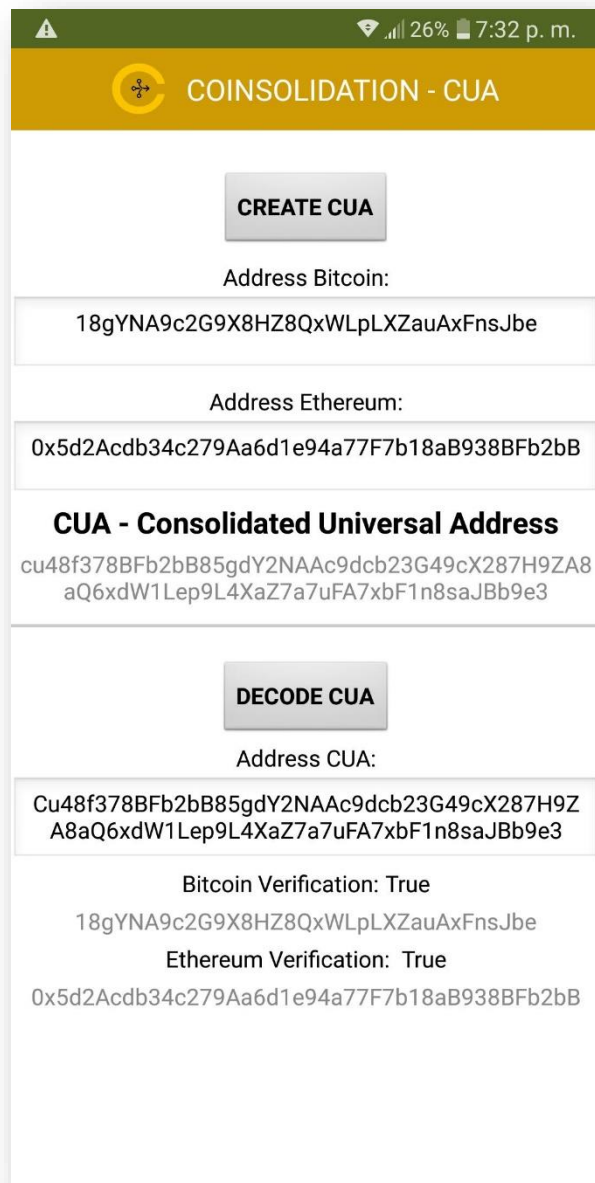 26% 7:32 p. m.
COINSOLIDATION - CUA
CREATE CUA
Address Bitcoin:
18gYNA9c2G9X8HZ8QxWLpLXZauAxFnsJbe
Address Ethereum:
0x5d2Acdb34c279Aa6d1e94a77F7b18aB938BFb2bB
CUA - Consolidated Universal Address
cu48f378BFb2bB85gdY2NAAc9dcb23G49cX287H9ZA8
aQ6xdW1Lep9L4XaZ7a7uFA7xbF1n8saJBb9e3
DECODE CUA
Address CUA:
Cu48f378BFb2bB85gdY2NAAc9dcb23G49cX287H9Z
A8aQ6xdW1Lep9L4XaZ7a7uFA7xbF1n8saJBb9e3
Bitcoin Verification: True
18gYNA9c2G9X8HZ8QxWLpLXZauAxFnsJbe
Ethereum Verification: True
0x5d2Acdb34c279Aa6d1e94a77F7b18aB938BFb2bB